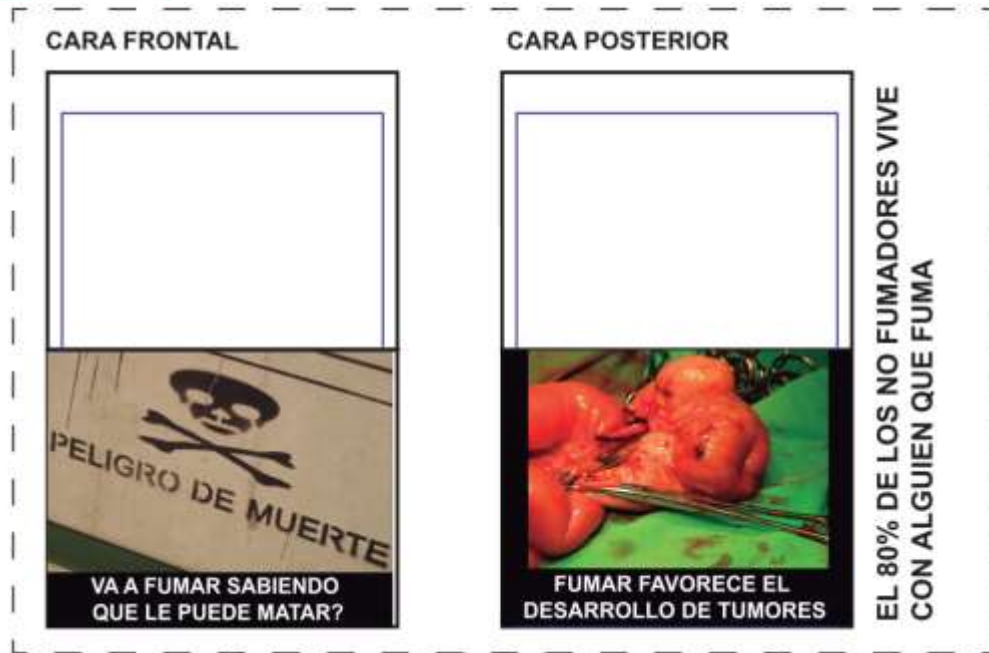 CARA FRONTAL
PELIGRO DE MUERTE
VA A FUMAR SABIENDO
QUE LE PUEDE MATAR?
CARA POSTERIOR
FUMAR FAVORECE EL
DESARROLLO DE TUMORES
EL 80% DE LOS NO FUMADORES VIVE
CON ALGUIEN QUE FUMA